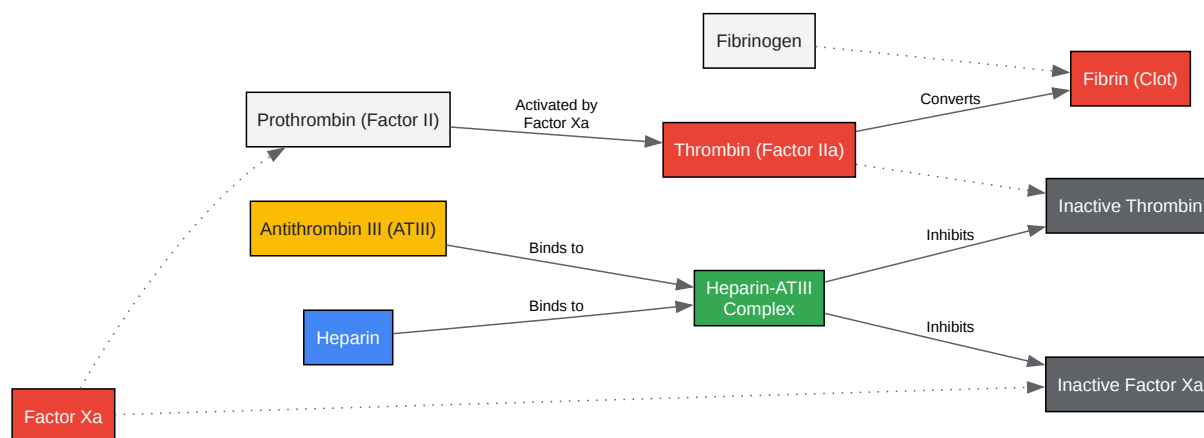 Fibrinogen
Fibrin (Clot)
Prothrombin (Factor II)
Activated by
Factor Xa
Thrombin (Factor IIa)
Converts
Antithrombin III (ATIII)
Binds to
Inactive Thrombin
Inhibits
Heparin-ATIII
Complex
Heparin
Binds to
Inhibits
Inactive Factor Xa
Factor Xa